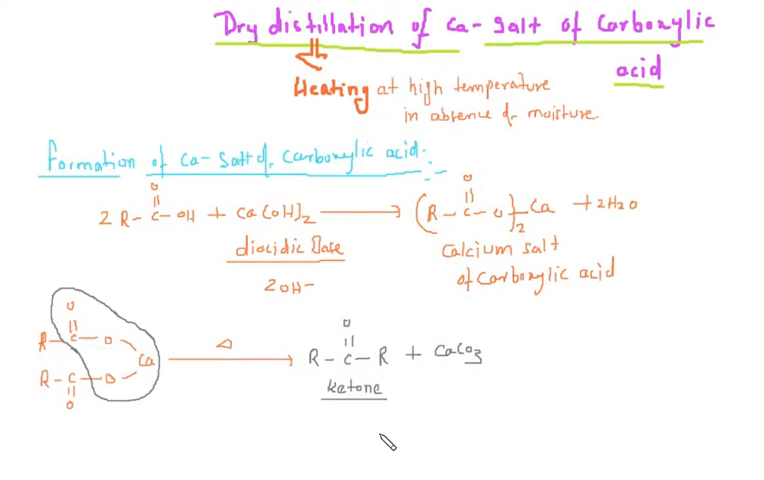 Dry distillation of Ca-salt of Carboxylic
acid
Heating at high temperature
in absence of moisture.
Formation of Ca-salt of Carboxylic acid.
2 R-C-OH + Ca(OH)2 → (R-C-O)2 Ca + 2H2O
O O
diacidic Base
2OH-
Calcium salt
of Carboxylic acid
O
R-C-O
Ca
R-C-O
O
Δ
O
R-C-R + CaCO3
ketone